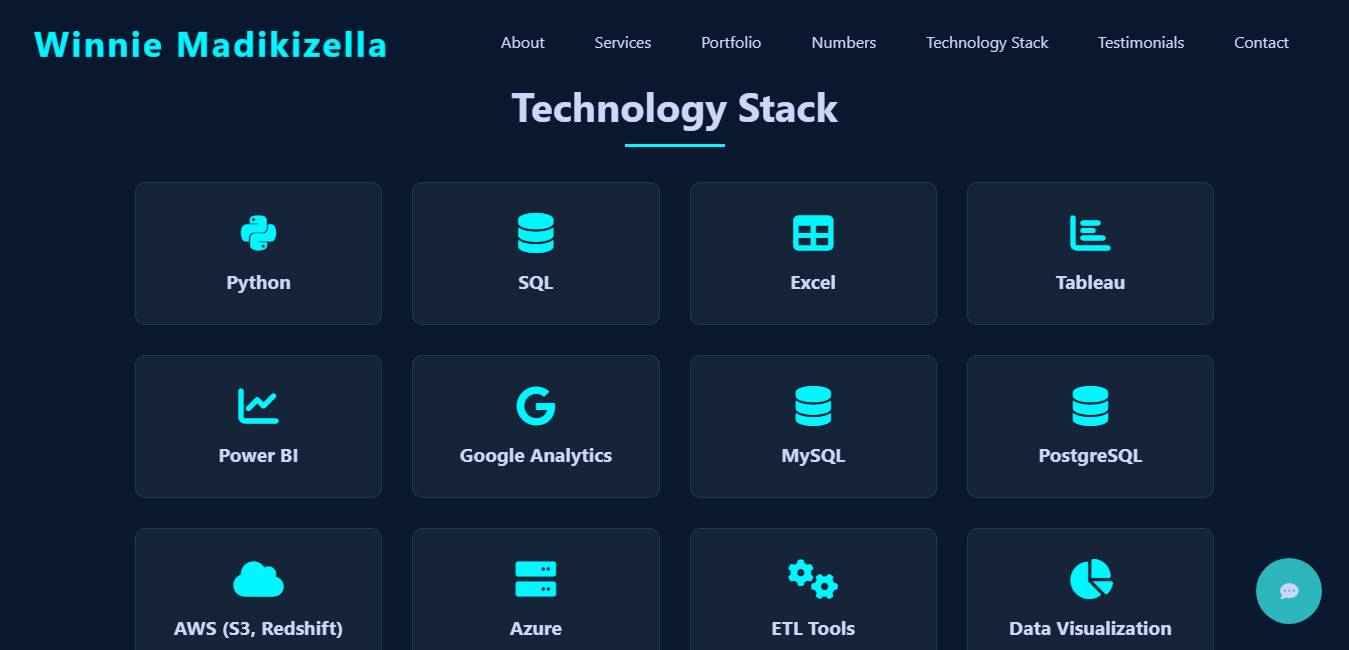 Winnie Madikizella
About Services Portfolio Numbers Technology Stack Testimonials Contact
Technology Stack
Python SQL Excel Tableau
Power BI Google Analytics MySQL PostgreSQL
AWS (S3, Redshift) Azure ETL Tools Data Visualization